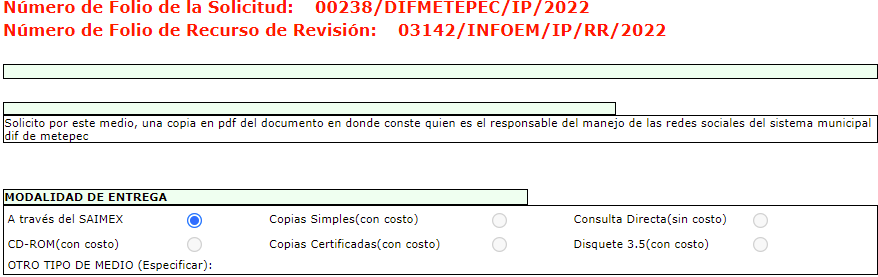 Número de Folio de la Solicitud: 00238/DIFMETEPEC/IP/2022
Número de Folio de Recurso de Revisión: 03142/INFOEM/IP/RR/2022
Solicito por este medio, una copia en pdf del documento en donde conste quien es el responsable del manejo de las redes sociales del sistema municipal
dif de metepec
MODALIDAD DE ENTREGA
A través del SAIMEX Copias Simples(con costo) Consulta Directa(sin costo)
CD-ROM(con costo) Copias Certificadas(con costo) Disquete 3.5(con costo)
OTRO TIPO DE MEDIO (Especificar):